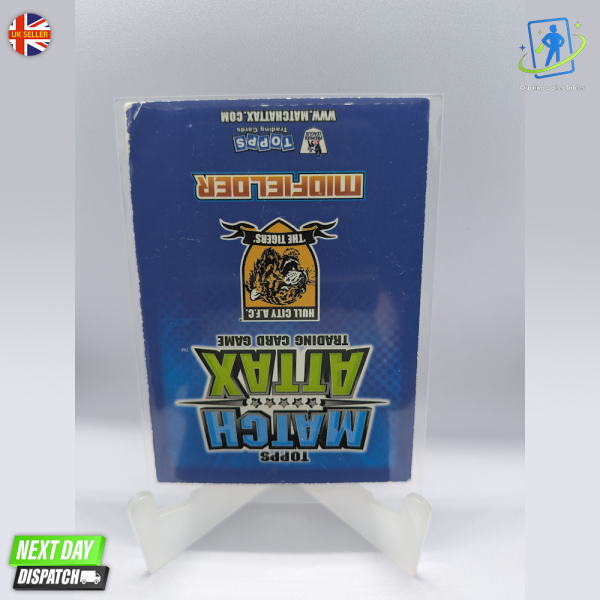 UK SELLER
WWW.MATCHATTAX.COM
TOPPS
Trading Cards
MIDFIELDER
'THE TIGERS'
HULL CITY A.F.C.
TRADING CARD GAME
MATCH
ATTAX
™
TOPPS
NEXT DAY
DISPATCH